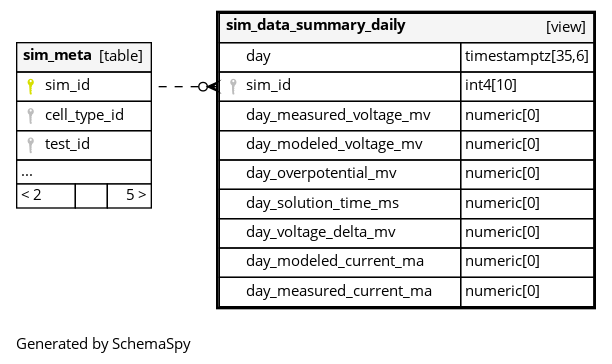 sim_meta [table]
sim_id
cell_type_id
test_id
...
< 2 5 >
sim_data_summary_daily [view]
day timestamptz[35,6]
sim_id int4[10]
day_measured_voltage_mv numeric[0]
day_modeled_voltage_mv numeric[0]
day_overpotential_mv numeric[0]
day_solution_time_ms numeric[0]
day_voltage_delta_mv numeric[0]
day_modeled_current_ma numeric[0]
day_measured_current_ma numeric[0]
Generated by SchemaSpy